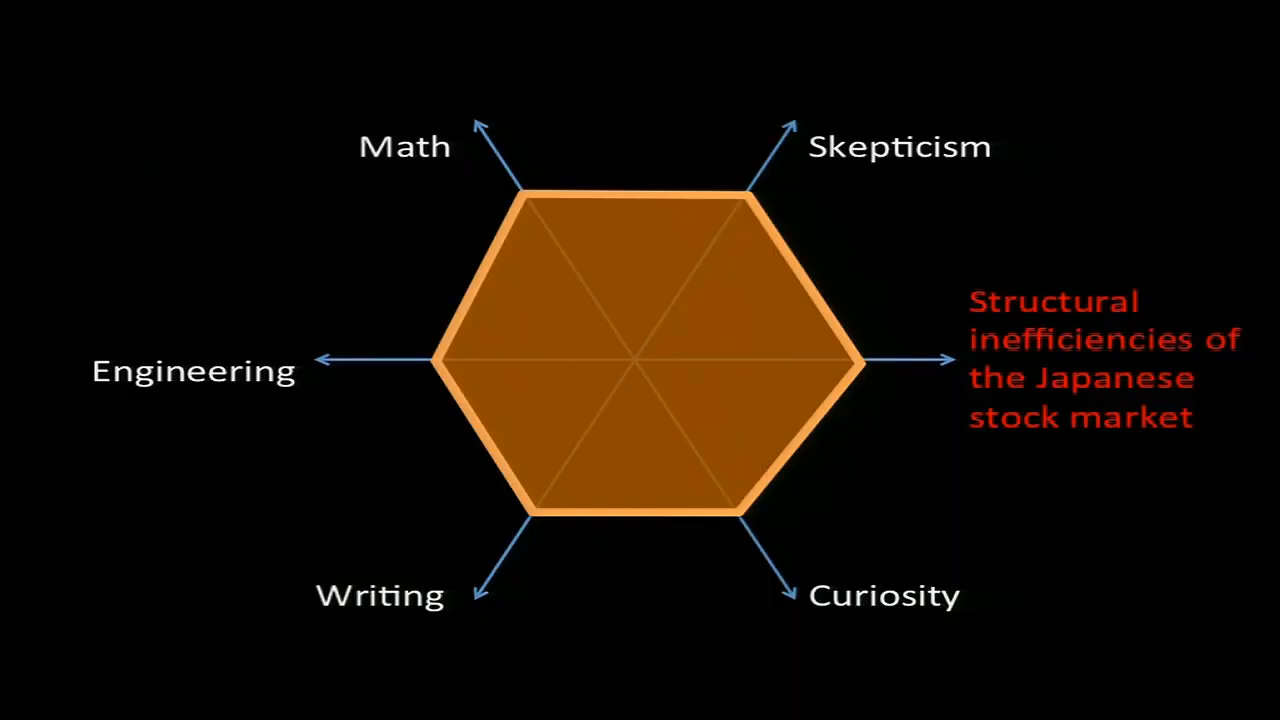 Math
Skepticism
Structural
inefficiencies of
the Japanese
stock market
Engineering
Writing
Curiosity